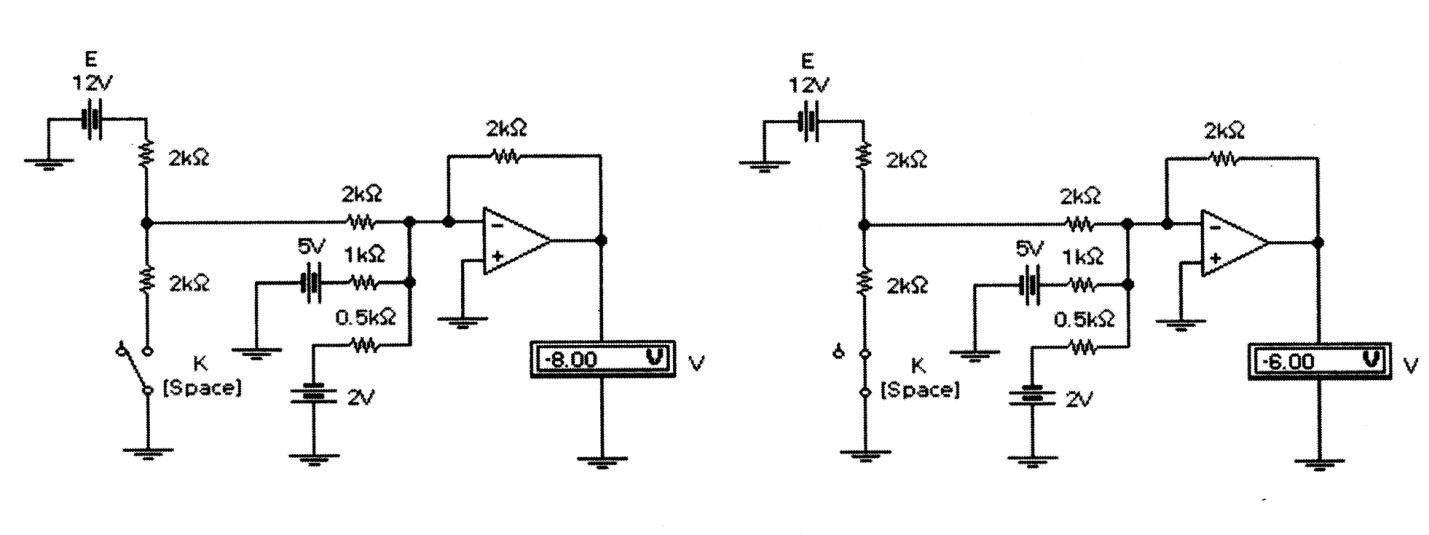 E
12V
2kΩ
2kΩ
2kΩ
5V
1kΩ
2kΩ
0.5kΩ
K
[Space]
2V
-8.00 V
V
E
12V
2kΩ
2kΩ
2kΩ
5V
1kΩ
2kΩ
0.5kΩ
K
[Space]
2V
-6.00 V
V